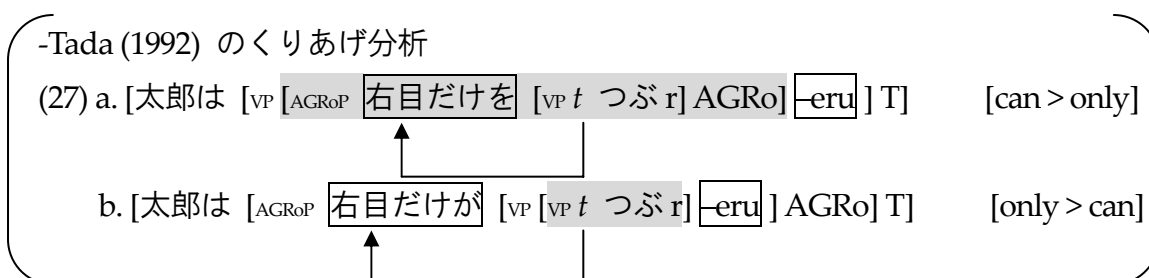 -Tada (1992) のくりあげ分析
(27) a. [太郎は [VP [AGRoP 右目だけを [VP t つぶ r] AGRo] –eru ] T] [can > only]
b. [太郎は [AGRoP 右目だけが [VP [VP t つぶ r] –eru ] AGRo] T] [only > can]